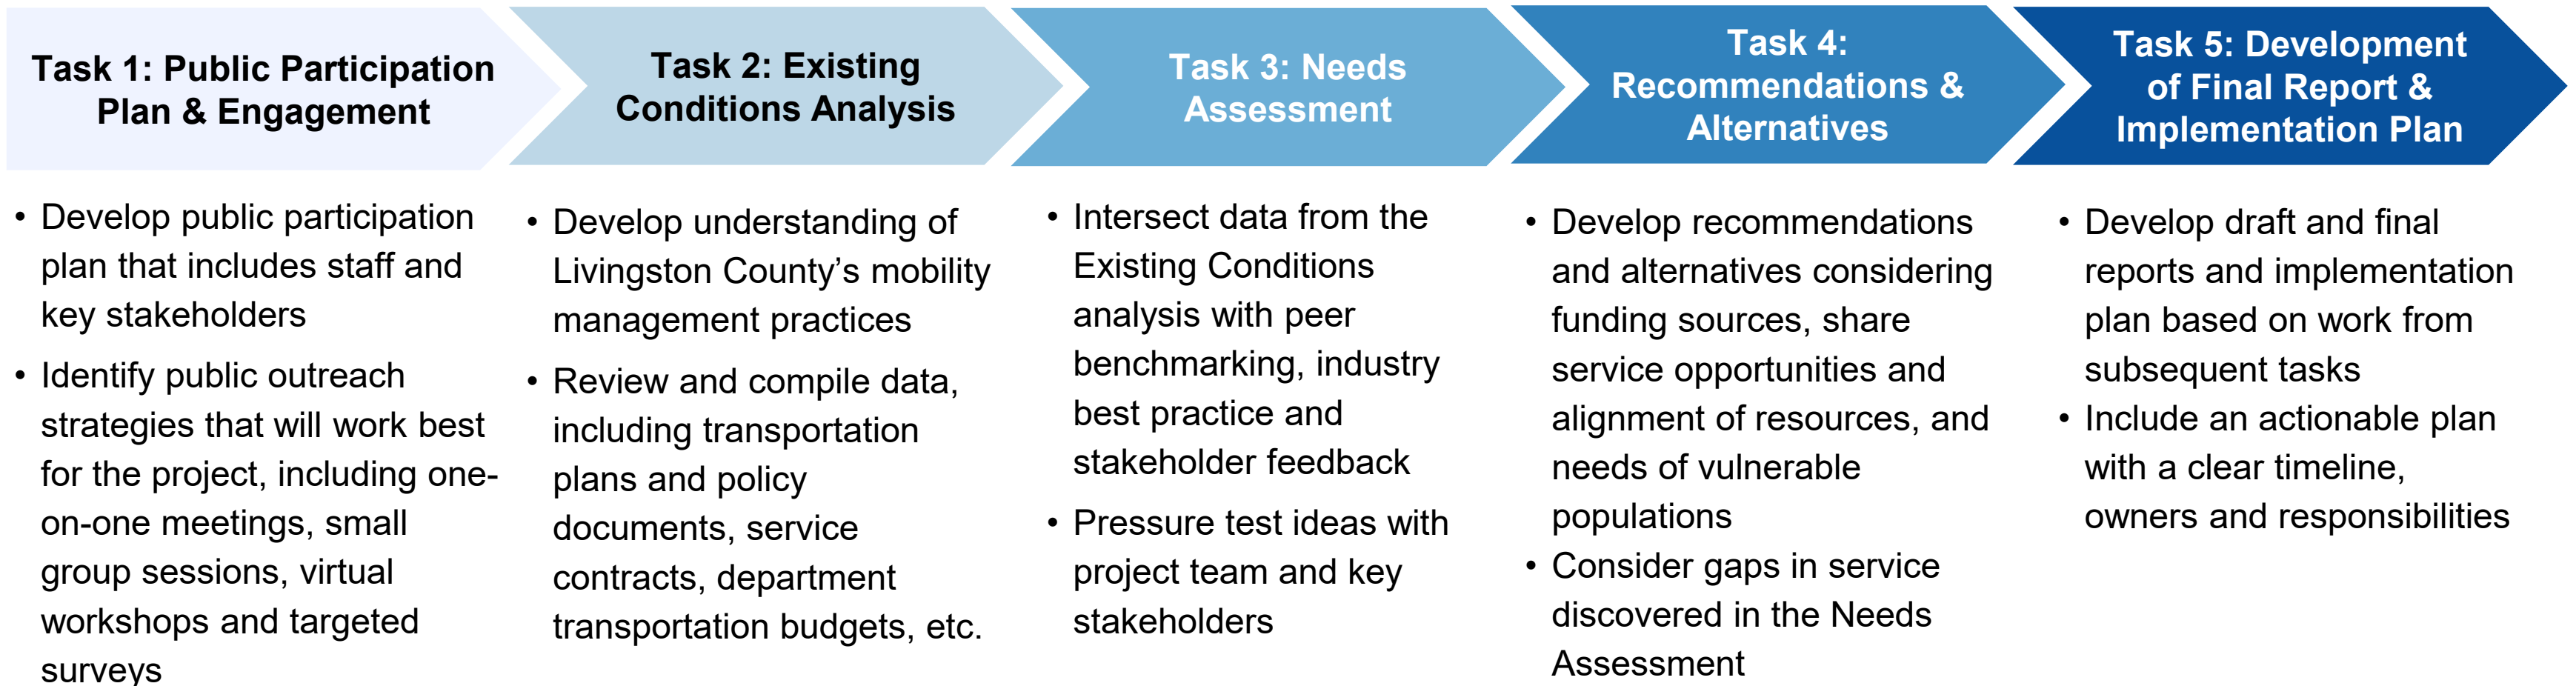 Task 1: Public Participation
Plan & Engagement
• Develop public participation
plan that includes staff and
key stakeholders
• Identify public outreach
strategies that will work best
for the project, including one-
on-one meetings, small
group sessions, virtual
workshops and targeted
surveys
Task 2: Existing
Conditions Analysis
• Develop understanding of
Livingston County’s mobility
management practices
• Review and compile data,
including transportation
plans and policy
documents, service
contracts, department
transportation budgets, etc.
Task 3: Needs
Assessment
• Intersect data from the
Existing Conditions
analysis with peer
benchmarking, industry
best practice and
stakeholder feedback
• Pressure test ideas with
project team and key
stakeholders
Task 4:
Recommendations &
Alternatives
• Develop recommendations
and alternatives considering
funding sources, share
service opportunities and
alignment of resources, and
needs of vulnerable
populations
• Consider gaps in service
discovered in the Needs
Assessment
Task 5: Development
of Final Report &
Implementation Plan
• Develop draft and final
reports and implementation
plan based on work from
subsequent tasks
• Include an actionable plan
with a clear timeline,
owners and responsibilities